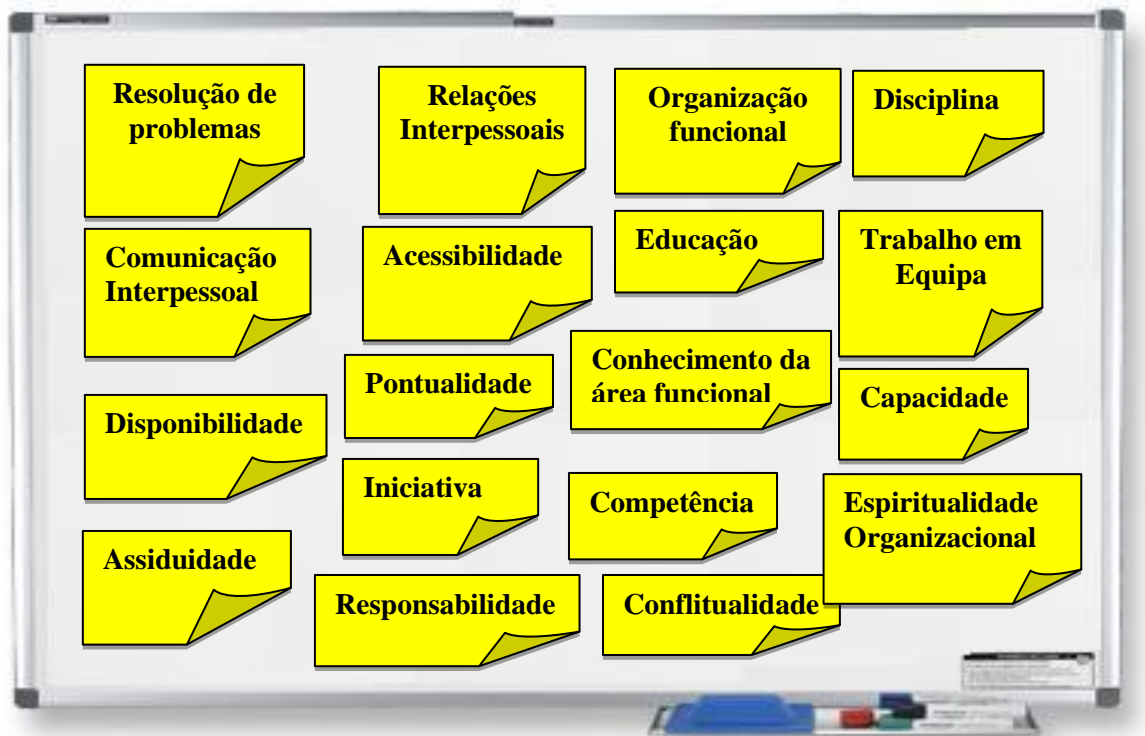 Resolução de
problemas
Relações
Interpessoais
Organização
funcional
Disciplina
Comunicação
Interpessoal
Acessibilidade
Educação
Trabalho em
Equipa
Pontualidade
Conhecimento da
área funcional
Capacidade
Disponibilidade
Iniciativa
Competência
Espiritualidade
Organizacional
Assiduidade
Responsabilidade
Conflitualidade